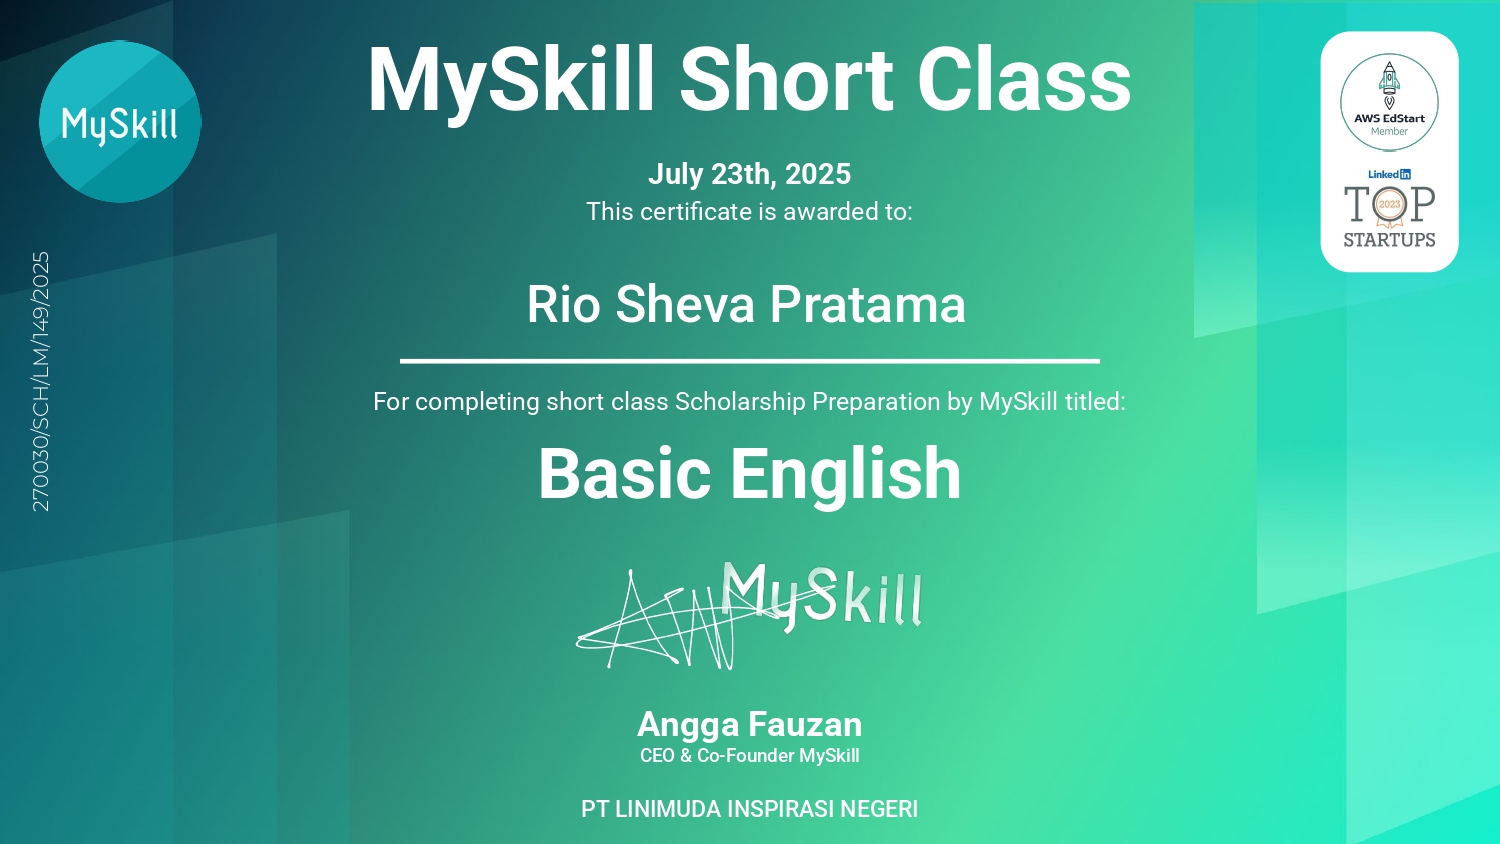 MySkill Short Class
MySkill
AWS EdStart
Member
LinkedIn
TOP
2023
STARTUPS
July 23th, 2025
This certificate is awarded to:
Rio Sheva Pratama
270030/SCH/LM/149/2025
For completing short class Scholarship Preparation by MySkill titled:
Basic English
MySkill
Angga Fauzan
CEO & Co-Founder MySkill
PT LINIMUDA INSPIRASI NEGERI